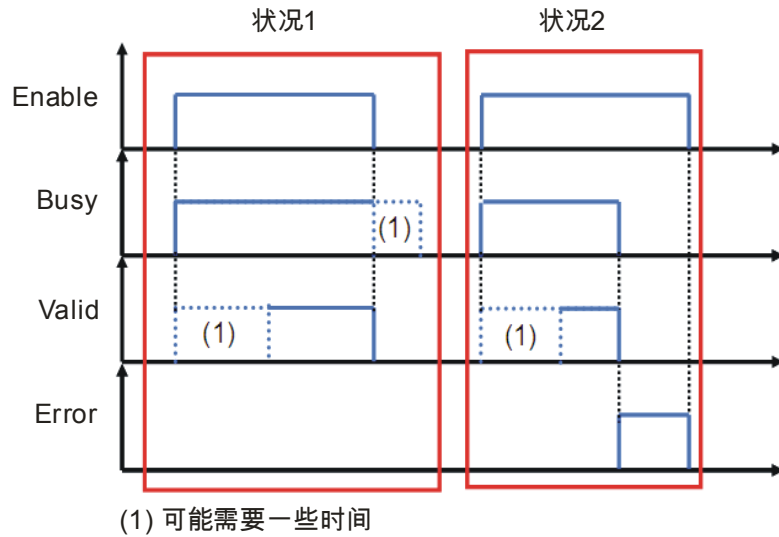 状况1 状况2
Enable
Busy
(1)
Valid
(1) (1)
Error
(1) 可能需要一些时间